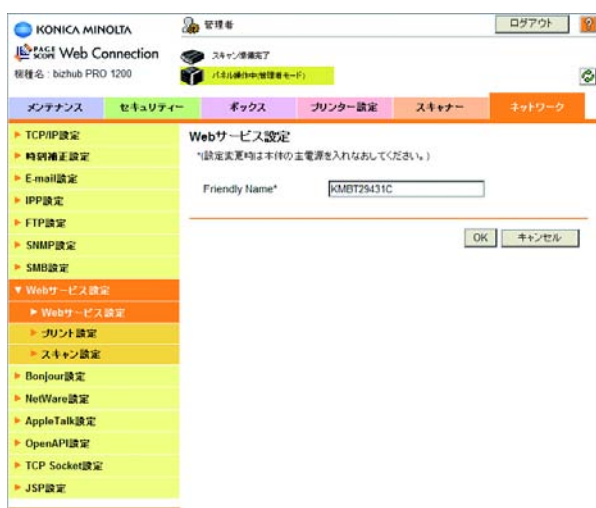 KONICA MINOLTA
管理者
ログアウト
?
PAGE SCOPE Web Connection
スキャン準備完了
機種名 : bizhub PRO 1200
パネル操作中(管理者モード)
メンテナンス
セキュリティー
ボックス
プリンター設定
スキャナー
ネットワーク
TCP/IP設定
時刻補正設定
E-mail設定
IPP設定
FTP設定
SNMP設定
SMB設定
Webサービス設定
Webサービス設定
プリント設定
スキャン設定
Bonjour設定
NetWare設定
AppleTalk設定
OpenAPI設定
TCP Socket設定
JSP設定
Webサービス設定
*(設定変更時は本体の主電源を入れなおしてください。)
Friendly Name*
KMBT29431C
OK
キャンセル